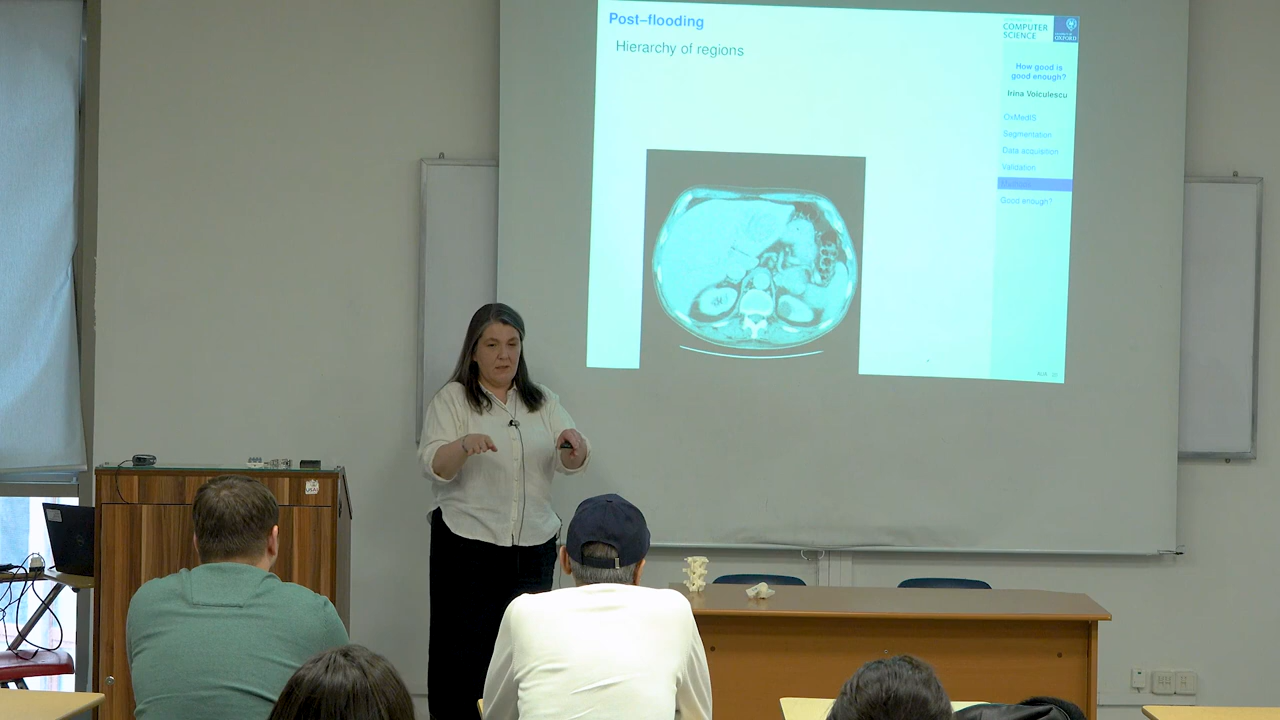 Post–flooding
Hierarchy of regions
COMPUTER
SCIENCE
OXFORD
How good is
good enough?
Irina Voiculescu
OxMedIS
Segmentation
Data acquisition
Validation
Good enough?